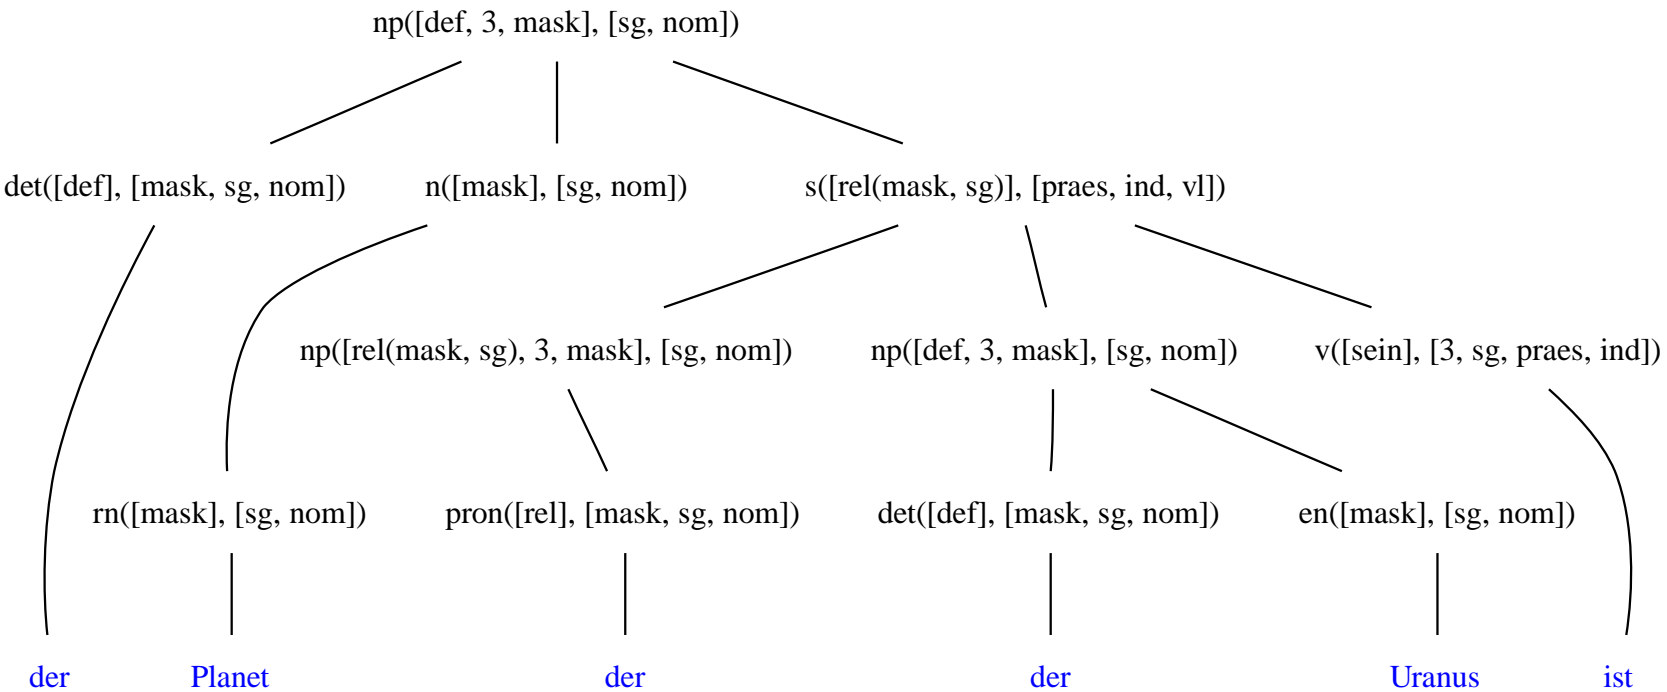 np([def, 3, mask], [sg, nom])
det([def], [mask, sg, nom]) n([mask], [sg, nom]) s([rel(mask, sg)], [praes, ind, vl])
np([rel(mask, sg), 3, mask], [sg, nom]) np([def, 3, mask], [sg, nom]) v([sein], [3, sg, praes, ind])
rn([mask], [sg, nom]) pron([rel], [mask, sg, nom]) det([def], [mask, sg, nom]) en([mask], [sg, nom])
der Planet der der Uranus ist